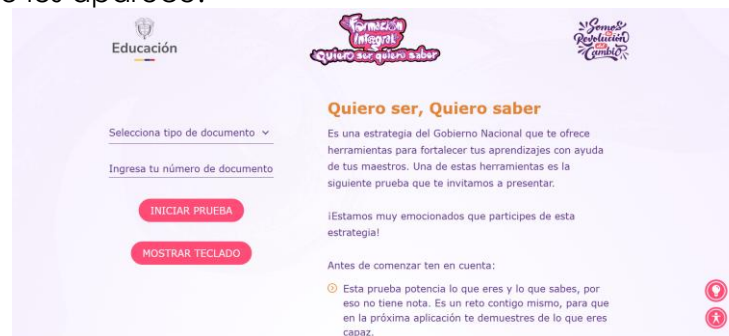 Educación
Formación
Integral
Quiero ser quiero saber
Somos
Revolución
Cambio
Quiero ser, Quiero saber
Selecciona tipo de documento
Ingresa tu número de documento
INICIAR PRUEBA
MOSTRAR TECLADO
Es una estrategia del Gobierno Nacional que te ofrece
herramientas para fortalecer tus aprendizajes con ayuda
de tus maestros. Una de estas herramientas es la
siguiente prueba que te invitamos a presentar.
¡Estamos muy emocionados que participes de esta
estrategia!
Antes de comenzar ten en cuenta:
Esta prueba potencia lo que eres y lo que sabes, por
eso no tiene nota. Es un reto contigo mismo, para que
en la próxima aplicación te demuestres de lo que eres
capaz.